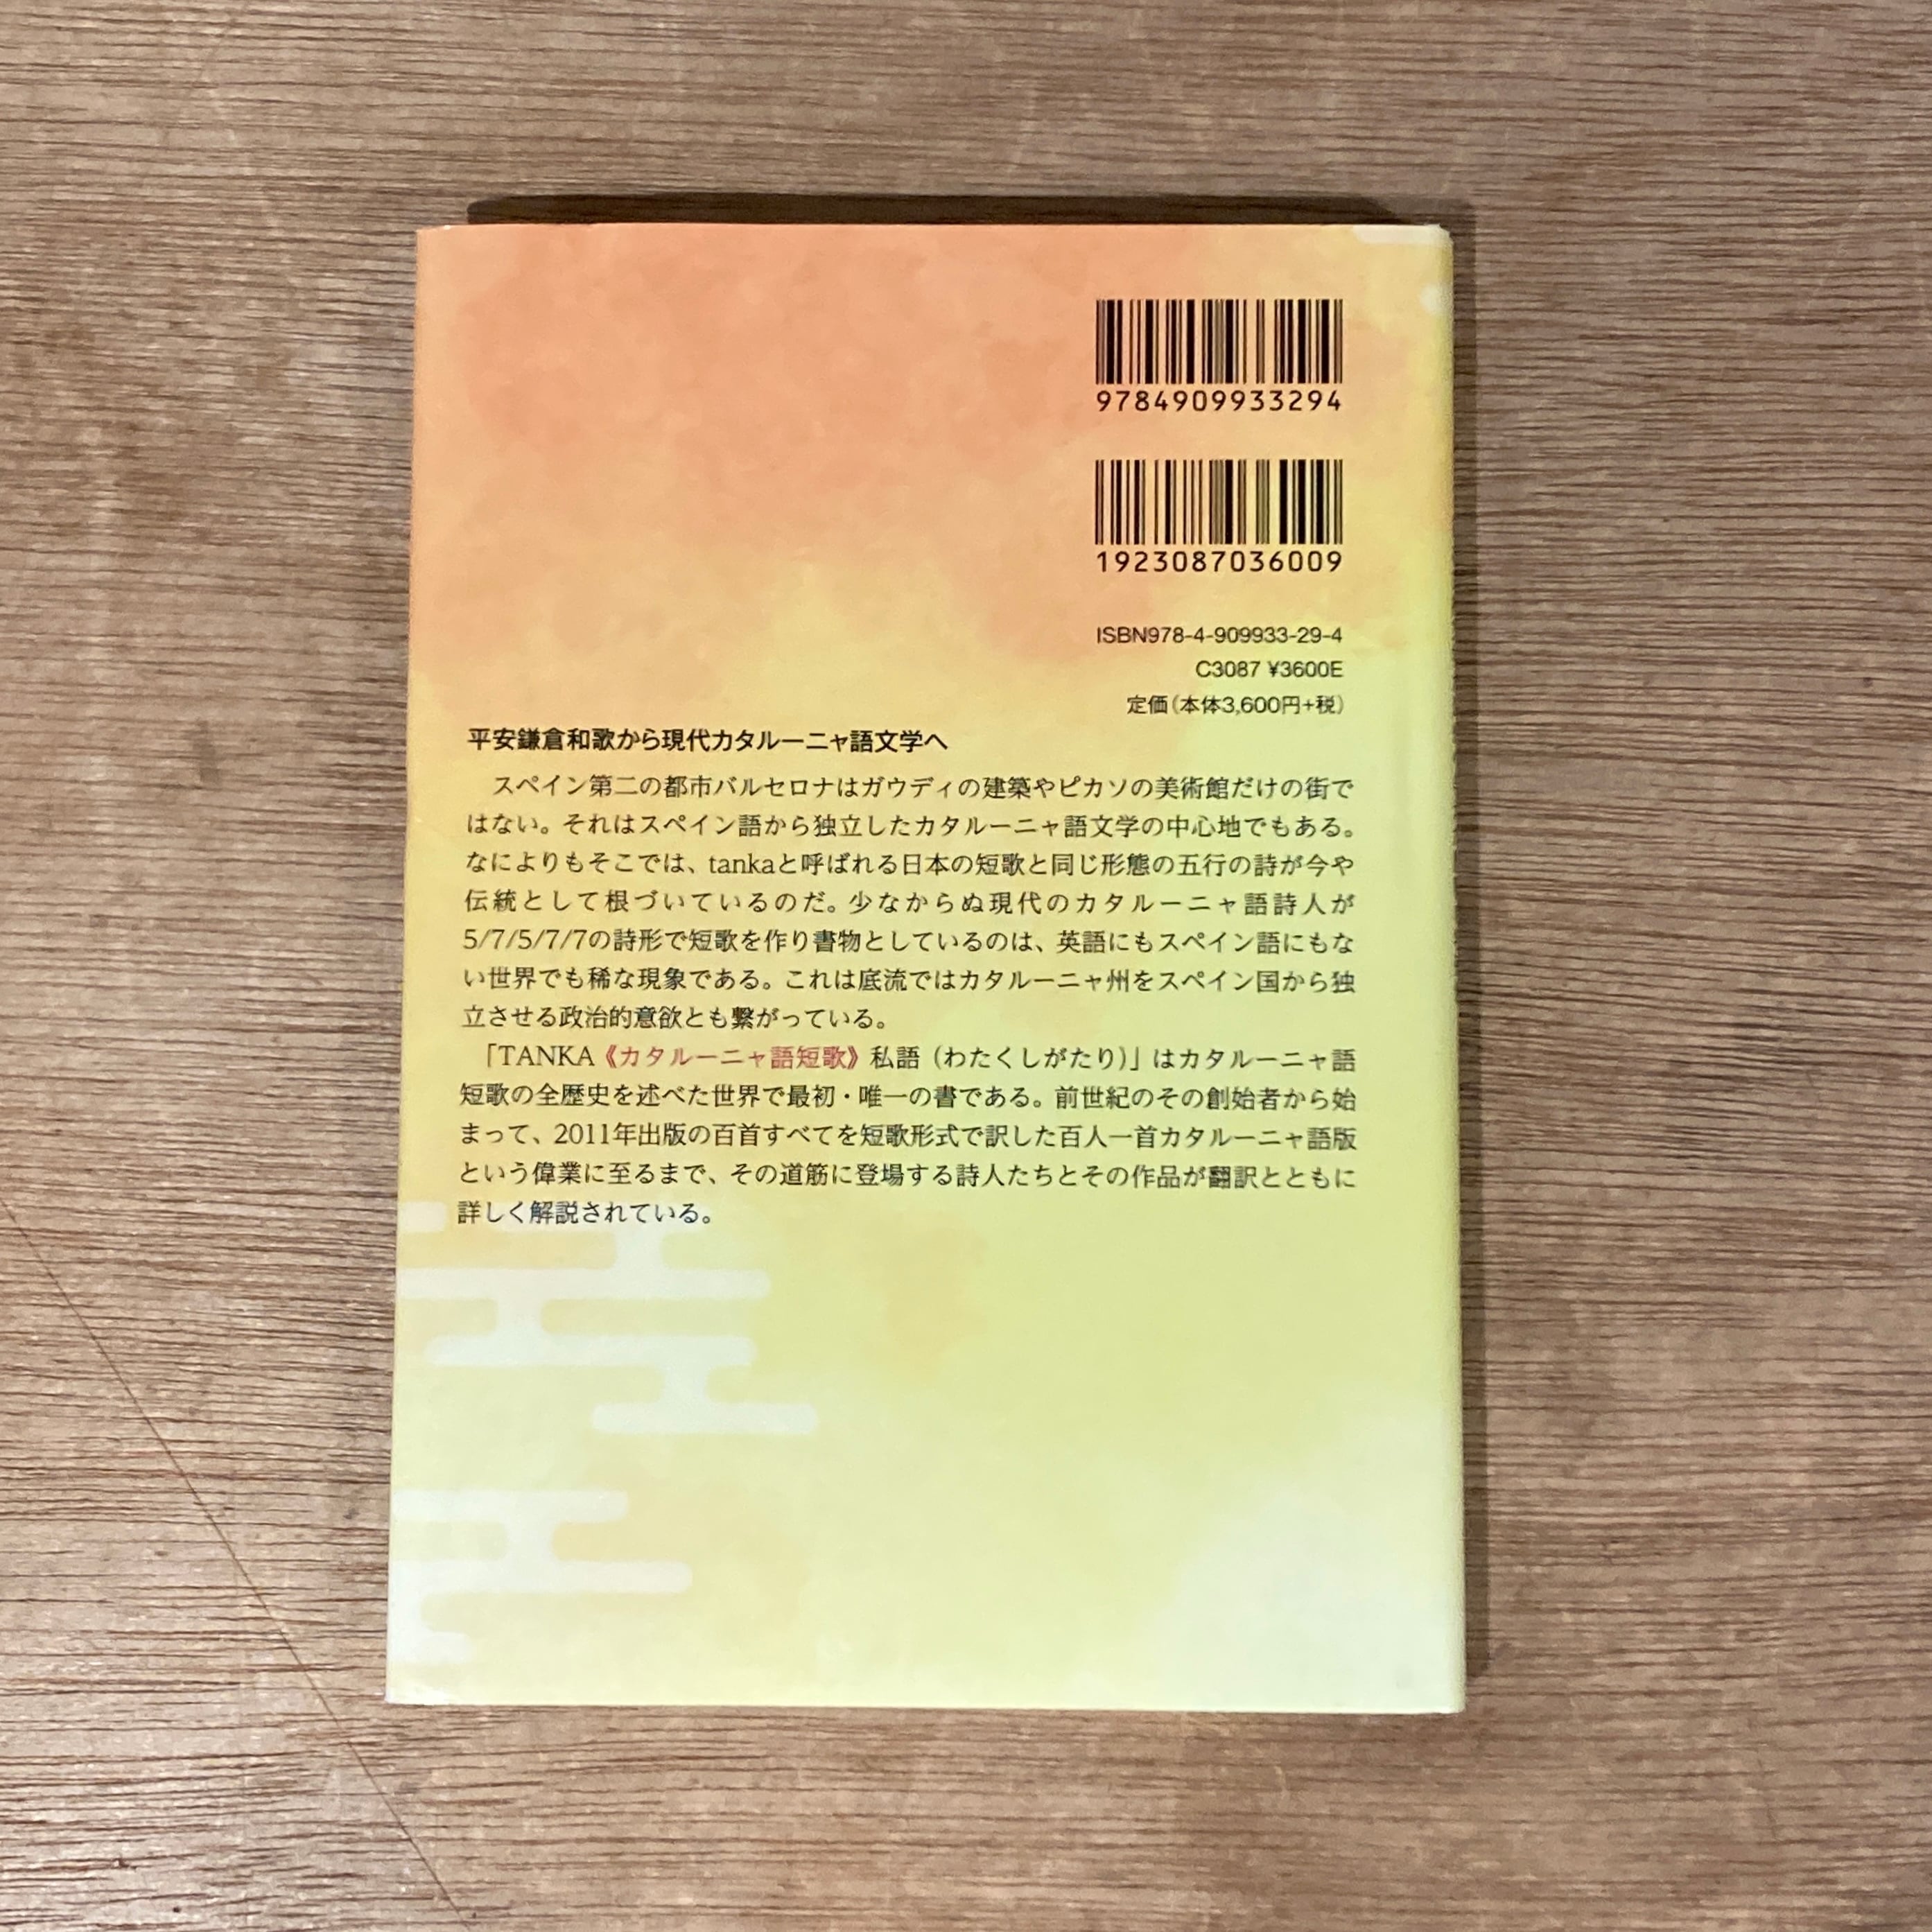 9784909933294
1923087036009
ISBN978-4-909933-29-4
C3087 ¥3600E
定価(本体3,600円+税)
平安鎌倉和歌から現代カタルーニャ語文学へ
スペイン第二の都市バルセロナはガウディの建築やピカソの美術館だけの街で
はない。それはスペイン語から独立したカタルーニャ語文学の中心地でもある。
なによりもそこでは、tankaと呼ばれる日本の短歌と同じ形態の五行の詩が今や
伝統として根づいているのだ。少なからぬ現代のカタルーニャ語詩人が
5/7/5/7/7の詩形で短歌を作り書物としているのは、英語にもスペイン語にもな
い世界でも稀な現象である。これは底流ではカタルーニャ州をスペイン国から独
立させる政治的意欲とも繋がっている。
「TANKA《カタルーニャ語短歌》私語（わたくしがたり）」はカタルーニャ語
短歌の全歴史を述べた世界で最初・唯一の書である。前世紀のその創始者から始
まって、2011年出版の百首すべてを短歌形式で訳した百人一首カタルーニャ語版
という偉業に至るまで、その道筋に登場する詩人たちとその作品が翻訳とともに
詳しく解説されている。